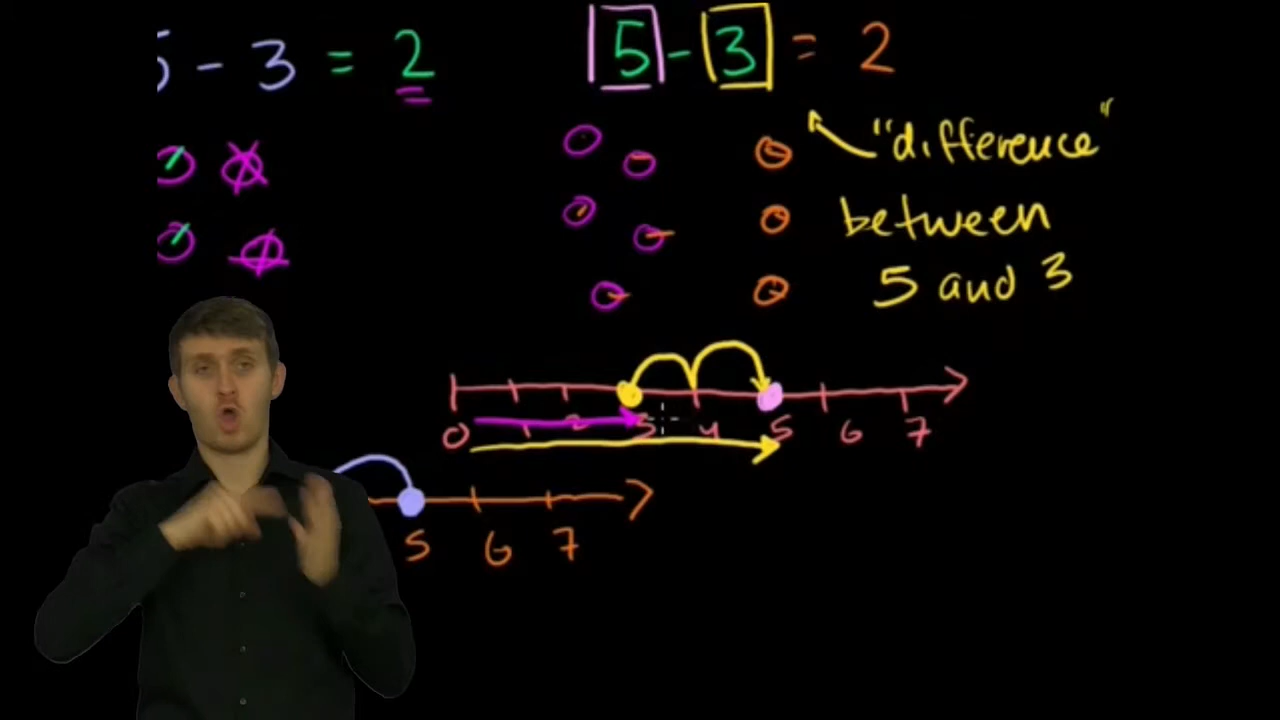 5 - 3 = 2
5 - 3 = 2
"difference"
between
5 and 3
0 1 2 3 4 5 6 7
5 6 7